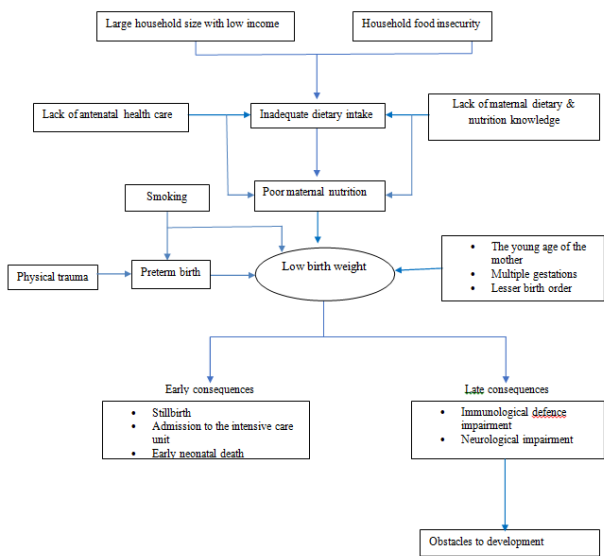 Large household size with low income
Household food insecurity
Lack of antenatal health care
Inadequate dietary intake
Lack of maternal dietary &
nutrition knowledge
Poor maternal nutrition
Smoking
Physical trauma
Preterm birth
Low birth weight
• The young age of the
mother
• Multiple gestations
• Lesser birth order
Early consequences
• Stillbirth
• Admission to the intensive care
unit
• Early neonatal death
Late consequences
• Immunological defence
impairment
• Neurological impairment
Obstacles to development